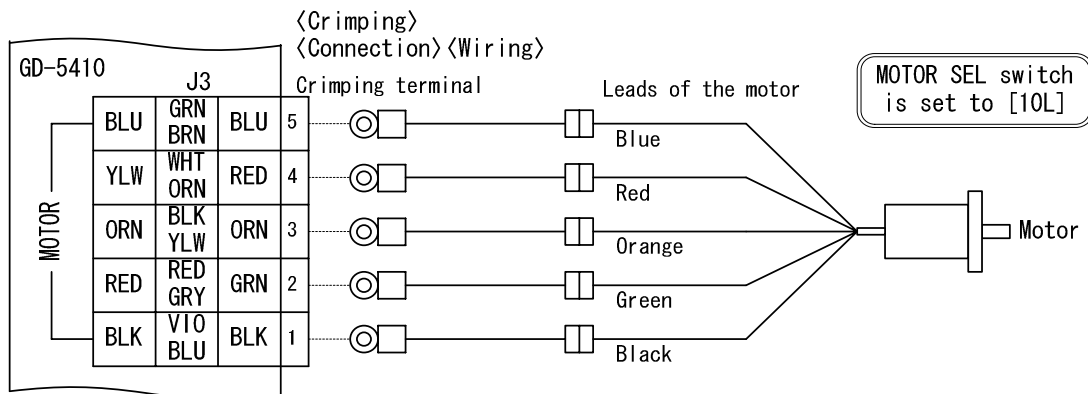 〈Crimping〉
〈Connection〉〈Wiring〉
GD-5410
J3
Crimping terminal
Leads of the motor
MOTOR SEL switch
is set to [10L]
MOTOR
BLU
GRN
BRN
BLU
5
Blue
YLW
WHT
ORN
RED
4
Red
ORN
BLK
YLW
ORN
3
Orange
Motor
RED
RED
GRY
GRN
2
Green
BLK
VIO
BLU
BLK
1
Black